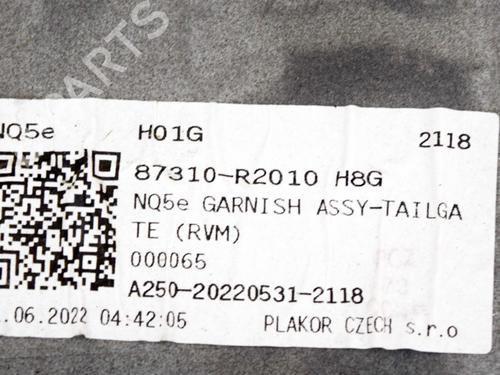 PARTS
NQ5e H01G 2118
87310-R2010 H8G
NQ5e GARNISH ASSY-TAILGA
TE (RVM)
000065
A250-20220531-2118
.06.2022 04:42:05 PLAKOR CZECH s.r.o